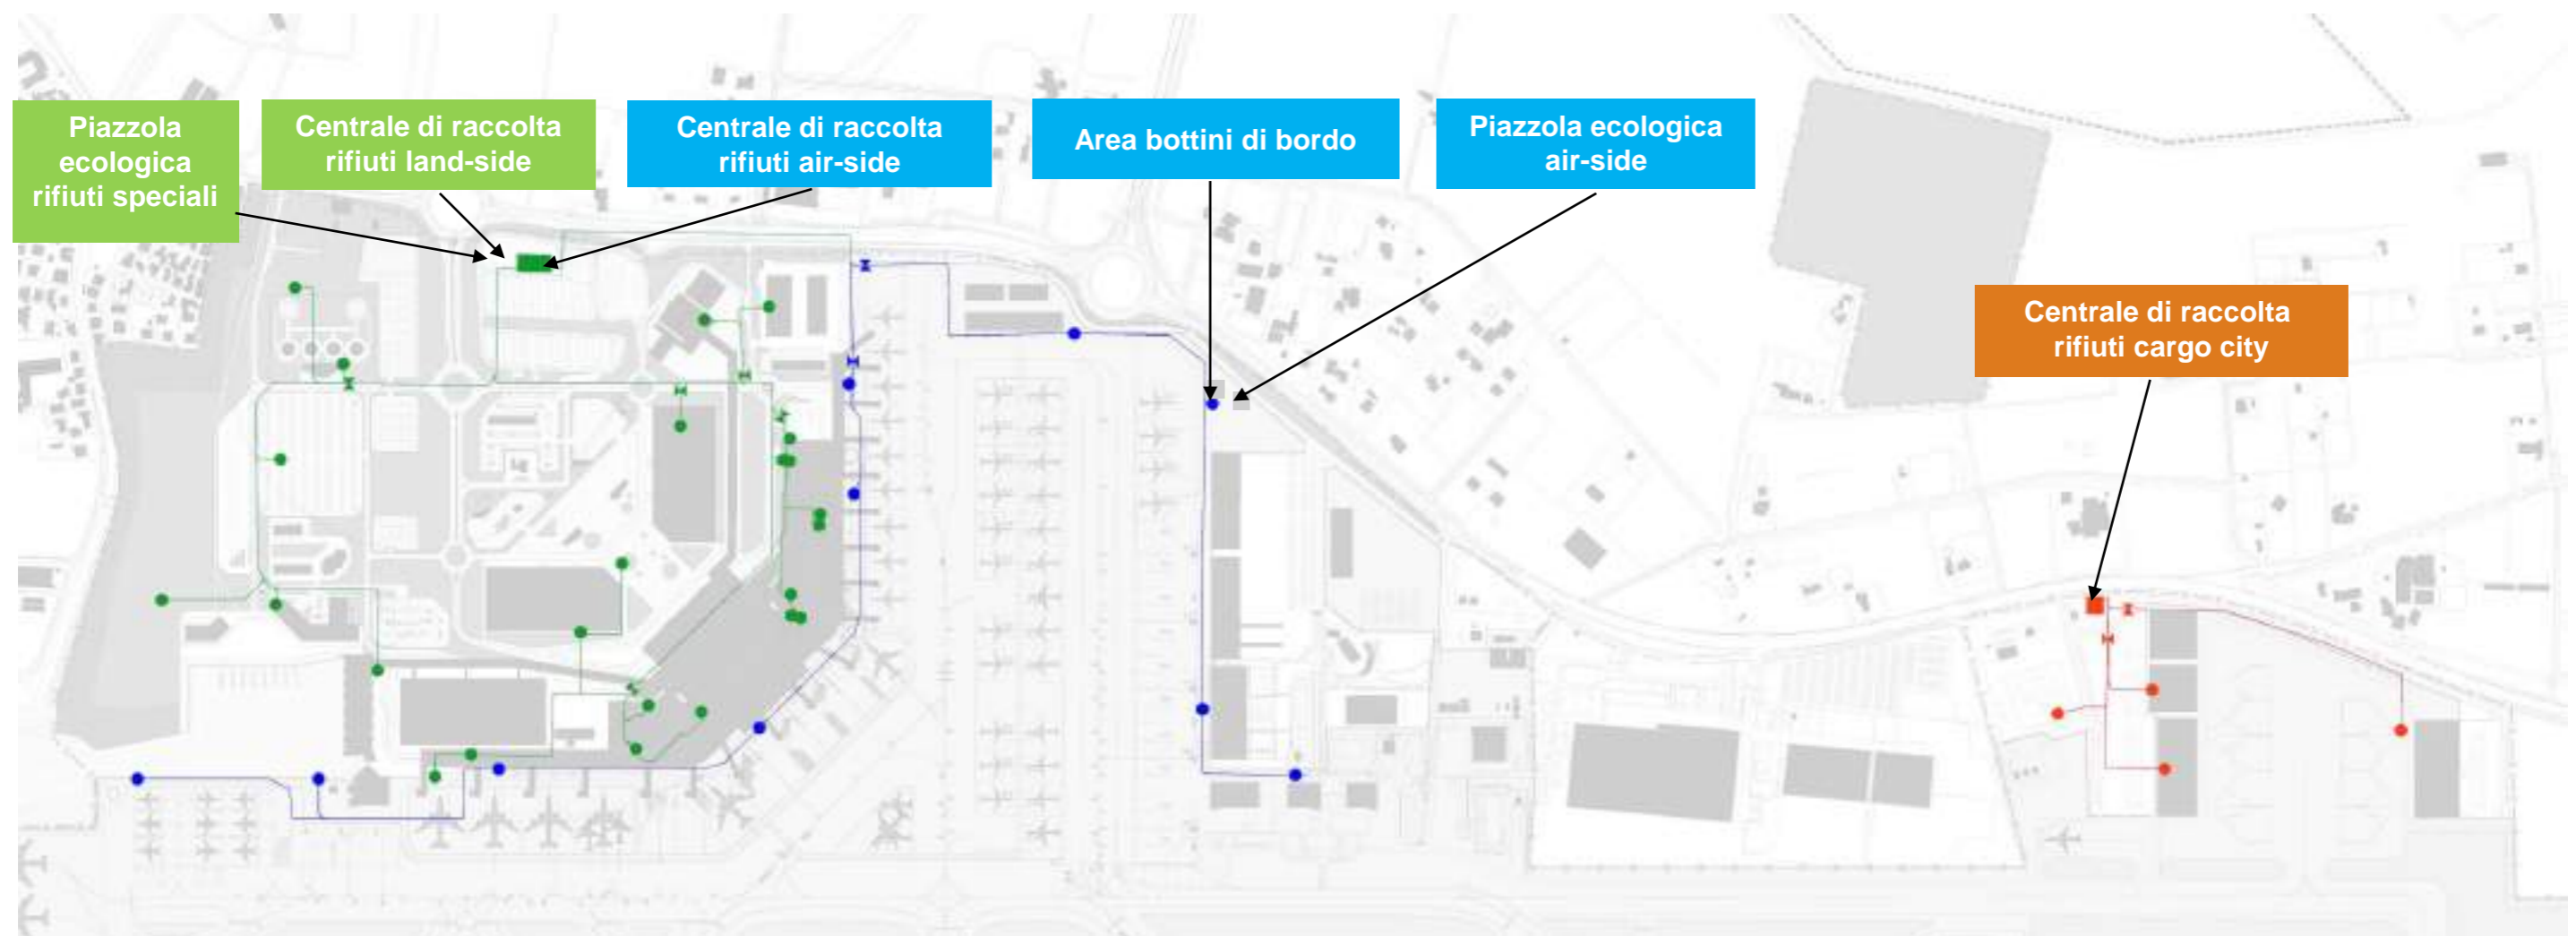 Piazzola
ecologica
rifiuti speciali
Centrale di raccolta
rifiuti land-side
Centrale di raccolta
rifiuti air-side
Area bottini di bordo
Piazzola ecologica
air-side
Centrale di raccolta
rifiuti cargo city